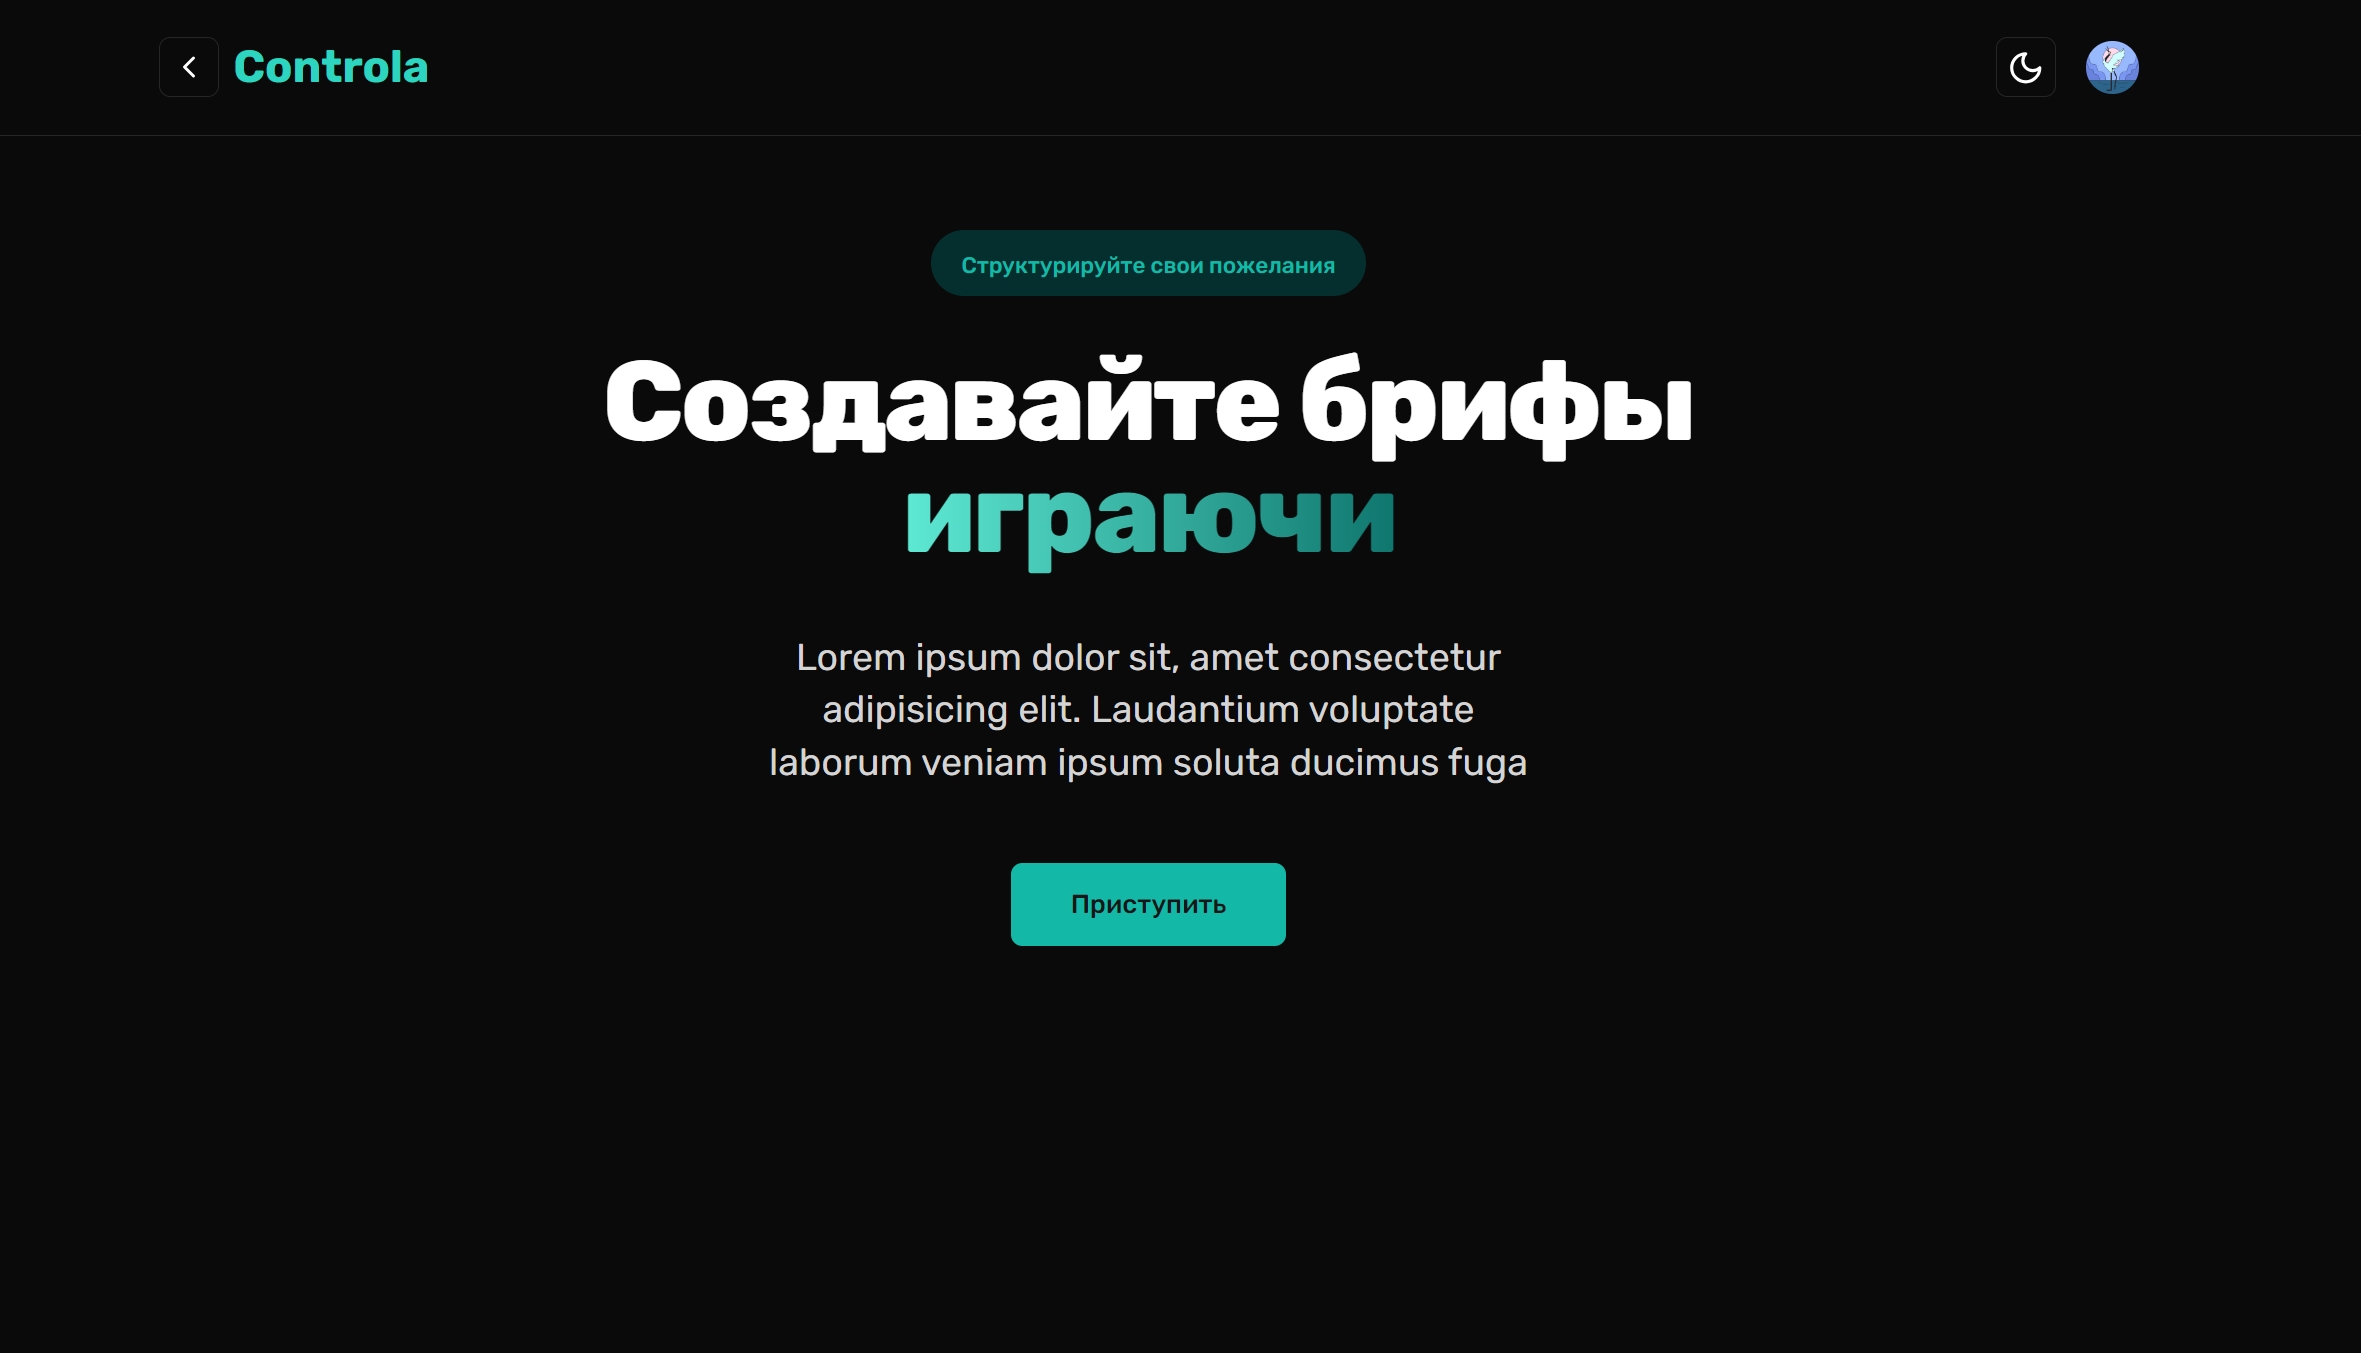 Controla
Структурируйте свои пожелания
Создавайте брифы
играючи
Lorem ipsum dolor sit, amet consectetur
adipisicing elit. Laudantium voluptate
laborum veniam ipsum soluta ducimus fuga
Приступить